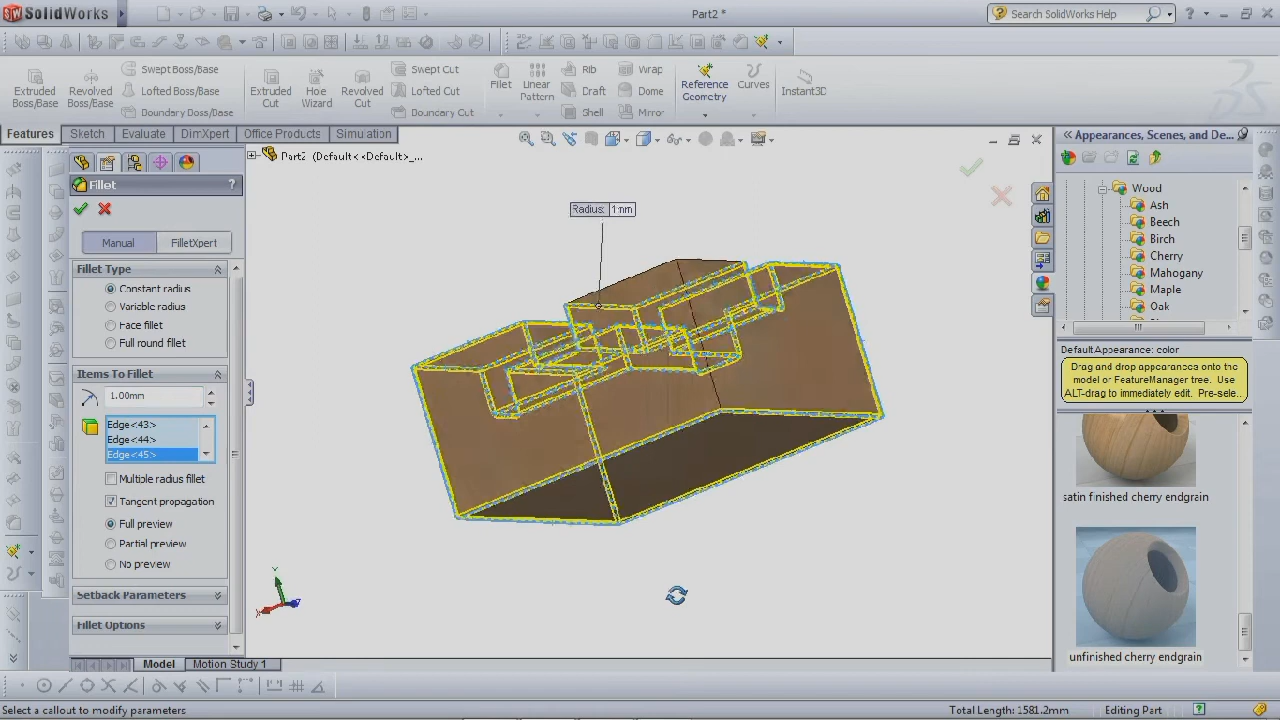 SolidWorks
Part2 *
Search SolidWorks Help
Extruded Boss/Base
Revolved Boss/Base
Swept Boss/Base
Lofted Boss/Base
Boundary Boss/Base
Extruded Cut
Hole Wizard
Revolved Cut
Swept Cut
Lofted Cut
Boundary Cut
Fillet
Linear Pattern
Rib
Draft
Shell
Wrap
Dome
Mirror
Reference Geometry
Curves
Instant3D
Features Sketch Evaluate DimXpert Office Products Simulation
Part2 (Default<<Default>_...
Fillet ?
Manual FilletXpert
Fillet Type
Constant radius
Variable radius
Face fillet
Full round fillet
Items To Fillet
1.00mm
Edge<43>
Edge<44>
Edge<45>
Multiple radius fillet
Tangent propagation
Full preview
Partial preview
No preview
Setback Parameters
Fillet Options
Radius: 1mm
Y
X
Appearances, Scenes, and De...
Wood
Ash
Beech
Birch
Cherry
Mahogany
Maple
Oak
DefaultAppearance: color
Drag and drop appearances onto the
model or FeatureManager tree. Use
ALT-drag to immediately edit. Pre-sele...
satin finished cherry endgrain
unfinished cherry endgrain
Model Motion Study 1
Select a callout to modify parameters
Total Length: 1581.2mm Editing Part